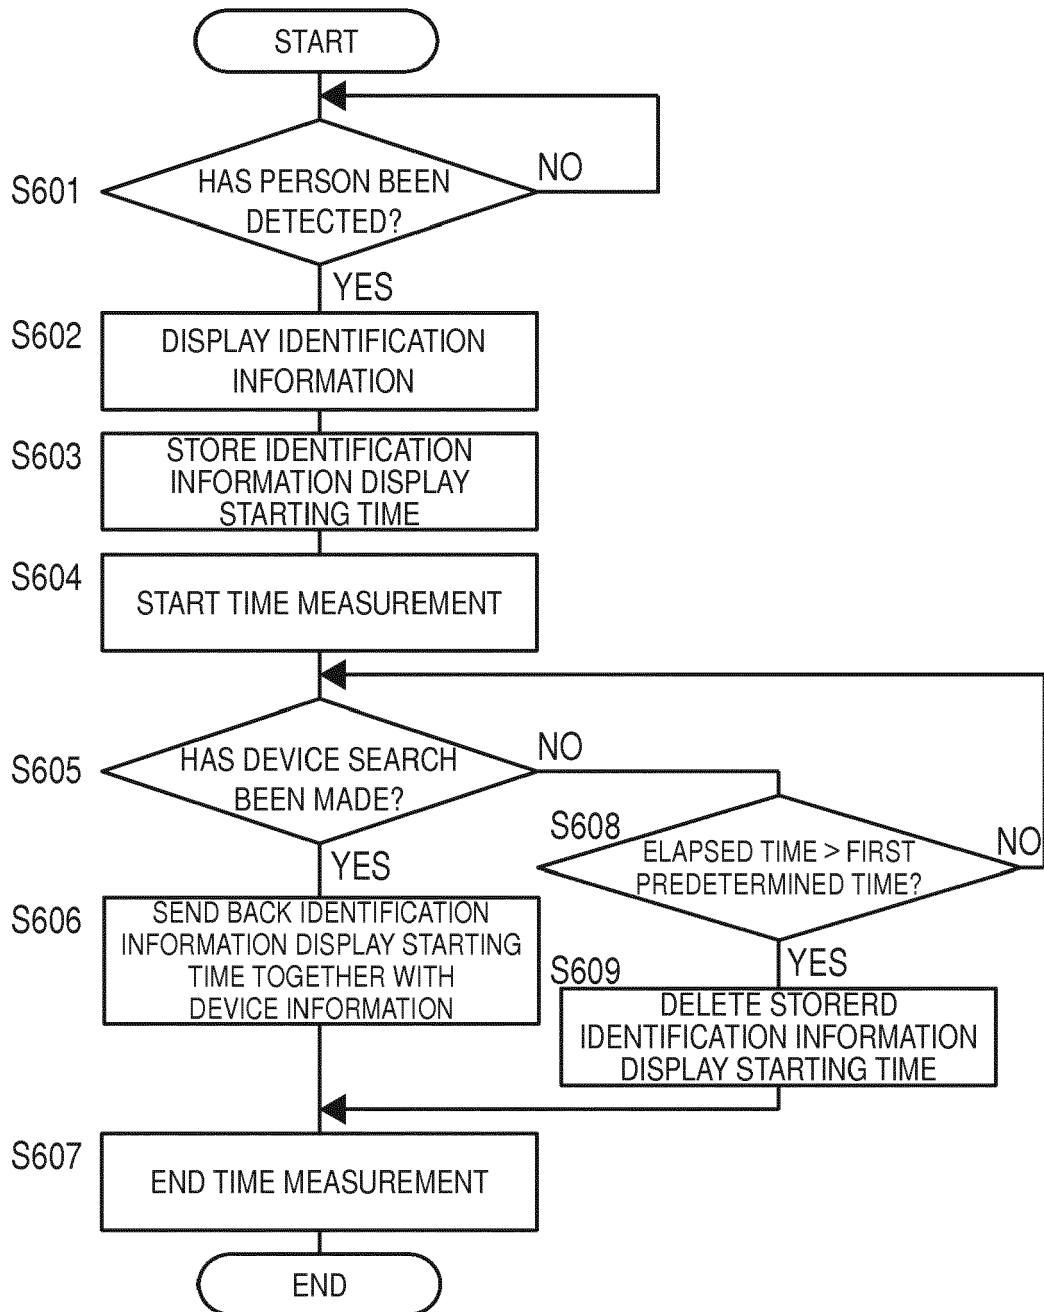 START
S601
HAS PERSON BEEN
DETECTED?
NO
YES
S602
DISPLAY IDENTIFICATION
INFORMATION
S603
STORE IDENTIFICATION
INFORMATION DISPLAY
STARTING TIME
S604
START TIME MEASUREMENT
S605
HAS DEVICE SEARCH
BEEN MADE?
NO
YES
S608
ELAPSED TIME > FIRST
PREDETERMINED TIME?
NO
YES
S606
SEND BACK IDENTIFICATION
INFORMATION DISPLAY STARTING
TIME TOGETHER WITH
DEVICE INFORMATION
S609
DELETE STORERD
IDENTIFICATION INFORMATION
DISPLAY STARTING TIME
S607
END TIME MEASUREMENT
END